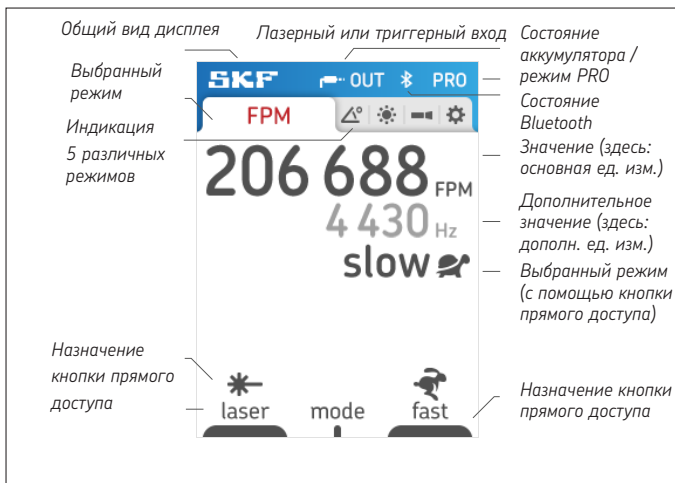 Общий вид дисплея
Лазерный или триггерный вход
Состояние
аккумулятора /
режим PRO
Выбранный
режим
SKF OUT PRO
Состояние
Bluetooth
FPM
Индикация
5 различных
режимов
Значение (здесь:
основная ед. изм.)
206 688 FPM
4 430 Hz
Дополнительное
значение (здесь:
дополн. ед. изм.)
slow
Выбранный режим
(с помощью кнопки
прямого доступа)
Назначение
кнопки прямого
доступа
laser mode fast
Назначение кнопки
прямого доступа